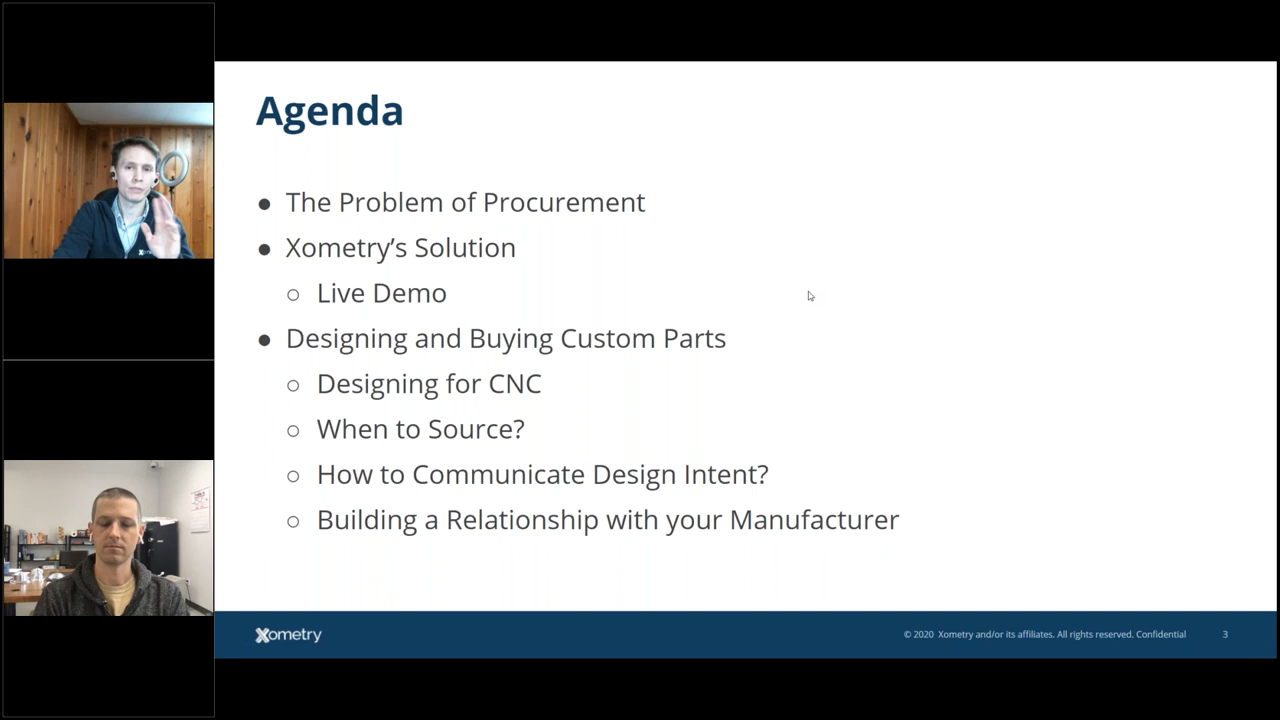 Agenda
● The Problem of Procurement
● Xometry’s Solution
○ Live Demo
● Designing and Buying Custom Parts
○ Designing for CNC
○ When to Source?
○ How to Communicate Design Intent?
○ Building a Relationship with your Manufacturer
Xometry
© 2020 Xometry and/or its affiliates. All rights reserved. Confidential
3